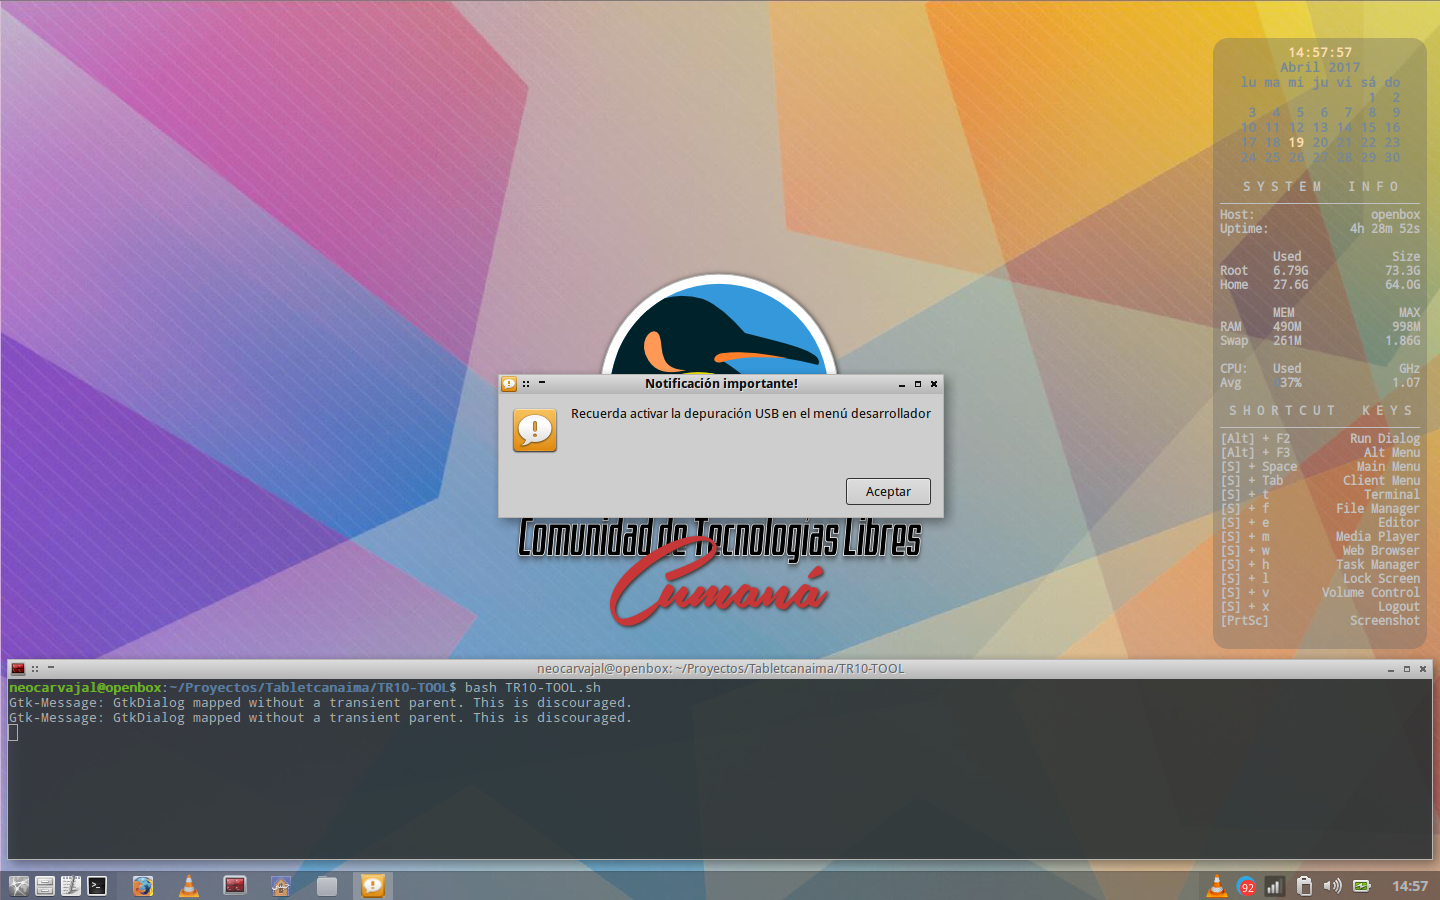 14:57:57
Abril 2017
lu ma mi ju vi sá do
1 2
3 4 5 6 7 8 9
10 11 12 13 14 15 16
17 18 19 20 21 22 23
24 25 26 27 28 29 30
SYSTEM INFO
Host: openbox
Uptime: 4h 28m 52s
Used Size
Root 6.79G 73.3G
Home 27.6G 64.0G
MEM MAX
RAM 490M 998M
Swap 261M 1.86G
CPU: Used GHz
Avg 37% 1.07
SHORTCUT KEYS
[Alt] + F2 Run Dialog
[Alt] + F3 Alt Menu
[S] + Space Main Menu
[S] + Tab Client Menu
[S] + t Terminal
[S] + f File Manager
[S] + e Editor
[S] + m Media Player
[S] + w Web Browser
[S] + h Task Manager
[S] + l Lock Screen
[S] + v Volume Control
[S] + x Logout
[PrtSc] Screenshot
Notificación importante!
Recuerda activar la depuración USB en el menú desarrollador
Aceptar
Comunidad de Tecnologías Libres
Cumaná
neocarvajal@openbox: ~/Proyectos/Tabletcanaima/TR10-TOOL
neocarvajal@openbox:~/Proyectos/Tabletcanaima/TR10-TOOL$ bash TR10-TOOL.sh
Gtk-Message: GtkDialog mapped without a transient parent. This is discouraged.
Gtk-Message: GtkDialog mapped without a transient parent. This is discouraged.
92
14:57